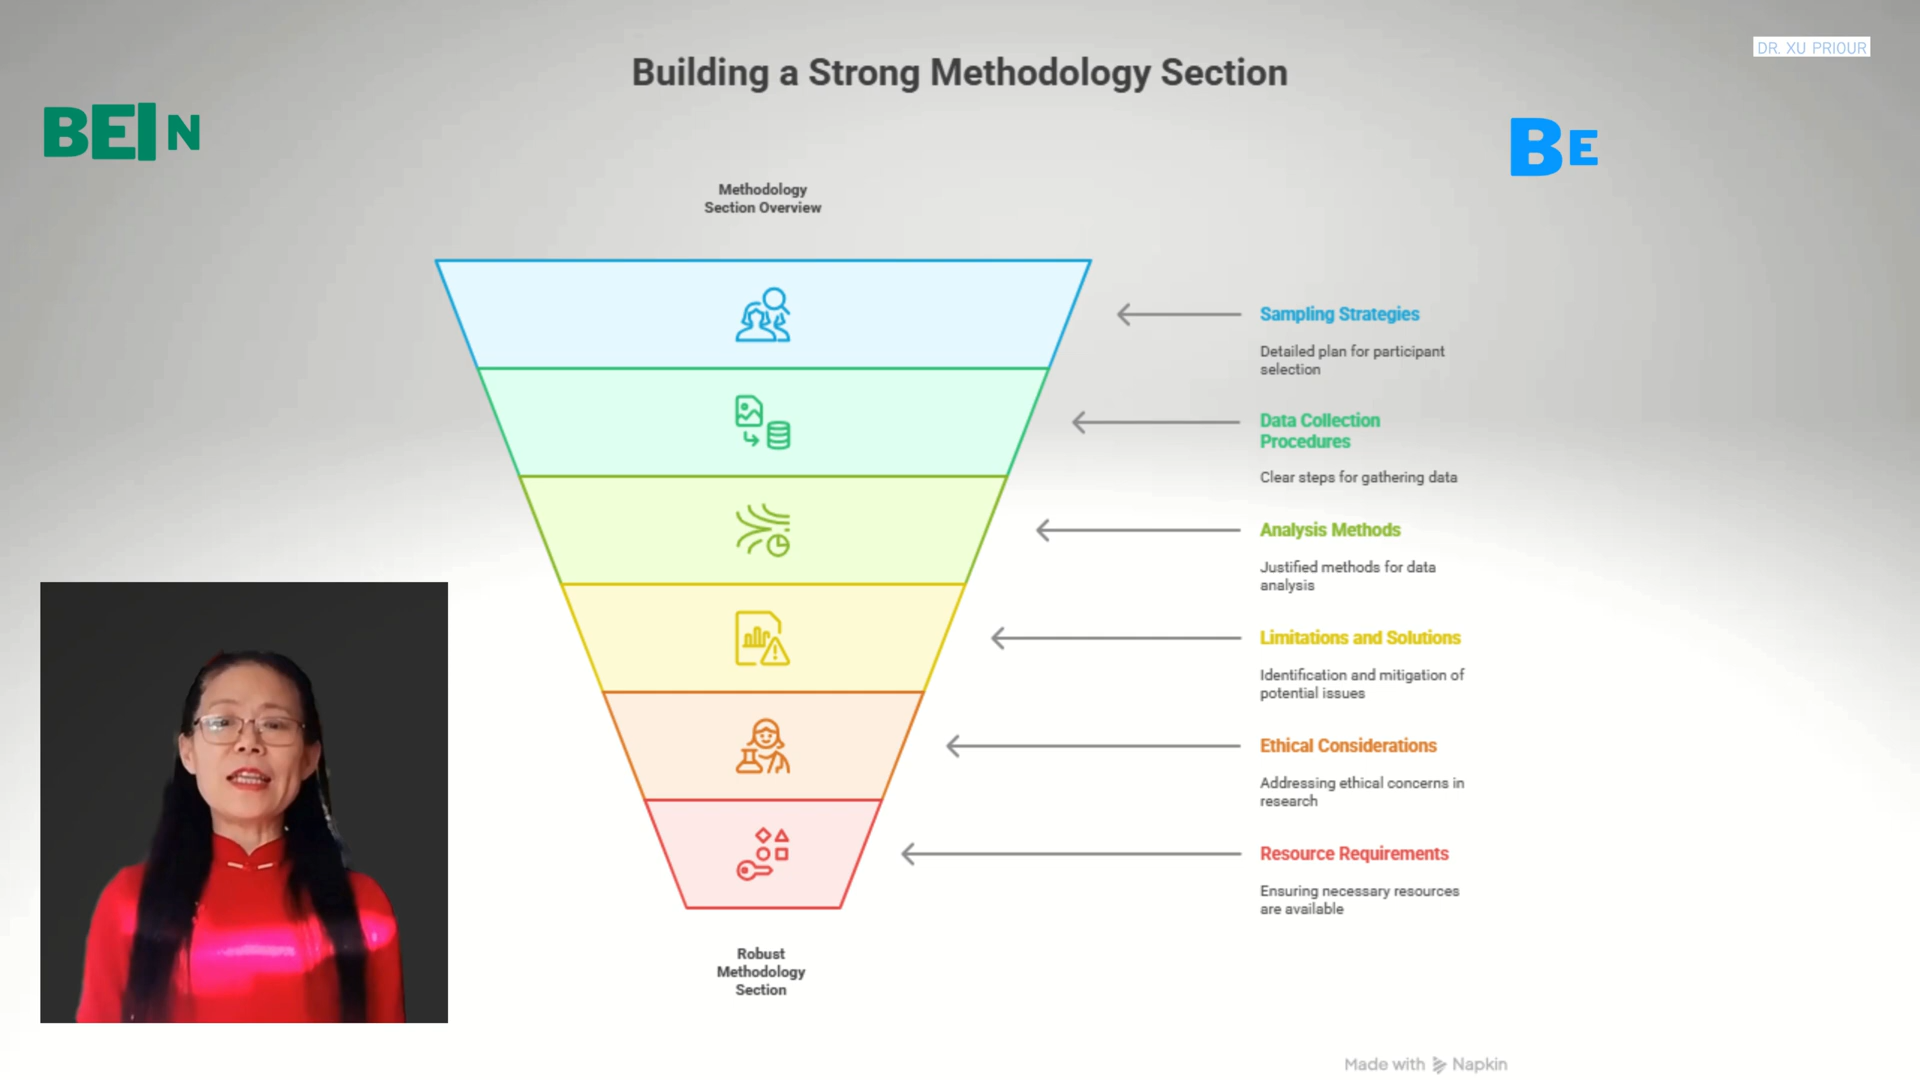 DR. XU PRIOUR
Building a Strong Methodology Section
BEIN
BE
Methodology
Section Overview
Sampling Strategies
Detailed plan for participant
selection
Data Collection
Procedures
Clear steps for gathering data
Analysis Methods
Justified methods for data
analysis
Limitations and Solutions
Identification and mitigation of
potential issues
Ethical Considerations
Addressing ethical concerns in
research
Resource Requirements
Ensuring necessary resources
are available
Robust
Methodology
Section
Made with Napkin